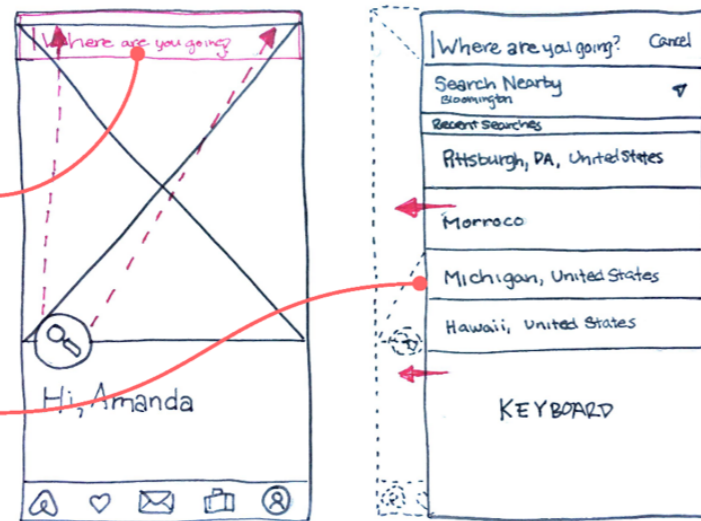 Where are you going?
Hi, Amanda
Where are you going? Cancel
Search Nearby
Bloomington
Recent Searches
Pittsburgh, PA, United States
Morroco
Michigan, United States
Hawaii, United States
KEYBOARD